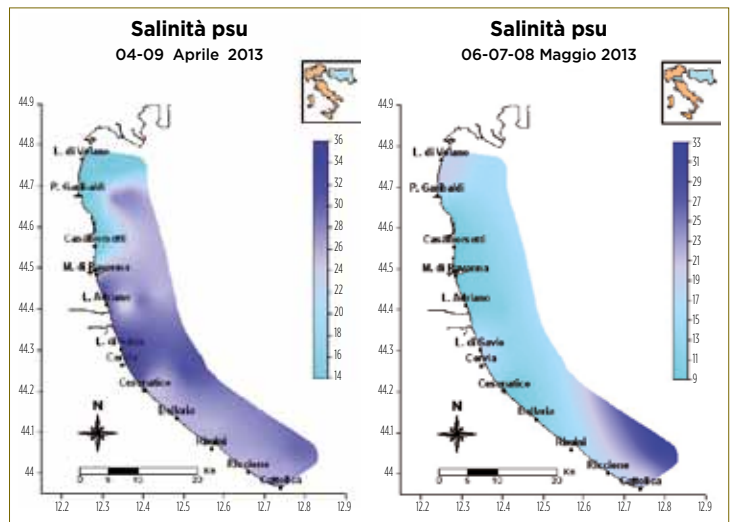 Salinità psu
04-09 Aprile 2013
44.9
44.8
44.7
44.6
44.5
44.4
44.3
44.2
44.1
44
12.2
12.3
12.4
12.5
12.6
12.7
12.8
12.9
36
34
32
30
28
26
24
22
20
18
16
14
L. di Volano
P. Garibaldi
Casalborsetti
M. di Ravenna
L. Adriano
L. di Savio
Cervia
Cesenatico
Bellaria
Rimini
Riccione
Cattolica
N
0
5
10
20
Km
Salinità psu
06-07-08 Maggio 2013
44.9
44.8
44.7
44.6
44.5
44.4
44.3
44.2
44.1
44
12.2
12.3
12.4
12.5
12.6
12.7
12.8
12.9
33
31
29
27
25
23
21
19
17
15
13
11
9
L. di Volano
P. Garibaldi
Casalborsetti
M. di Ravenna
L. Adriano
L. di Savio
Cervia
Cesenatico
Bellaria
Rimini
Riccione
Cattolica
N
0
5
10
20
Km